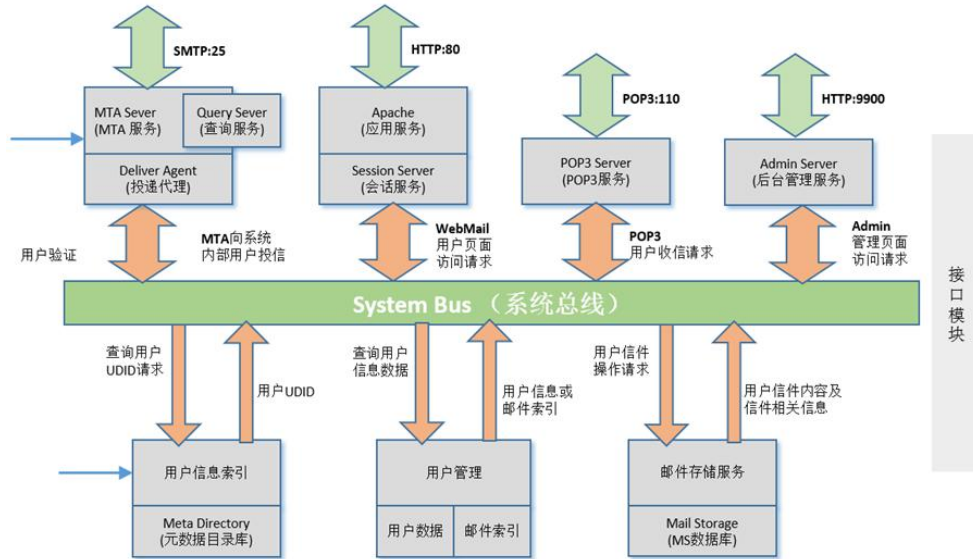 SMTP:25
HTTP:80
POP3:110
HTTP:9900
MTA Sever
(MTA 服务)
Query Sever
(查询服务)
Deliver Agent
(投递代理)
Apache
(应用服务)
Session Server
(会话服务)
POP3 Server
(POP3服务)
Admin Server
(后台管理服务)
用户验证
MTA向系统
内部用户投信
WebMail
用户页面
访问请求
POP3
用户收信请求
Admin
管理页面
访问请求
接口模块
System Bus （系统总线）
查询用户
UDID请求
用户UDID
查询用户
信息数据
用户信息或
邮件索引
用户信件
操作请求
用户信件内容及
信件相关信息
用户信息索引
Meta Directory
(元数据目录库)
用户管理
用户数据
邮件索引
邮件存储服务
Mail Storage
(MS数据库)